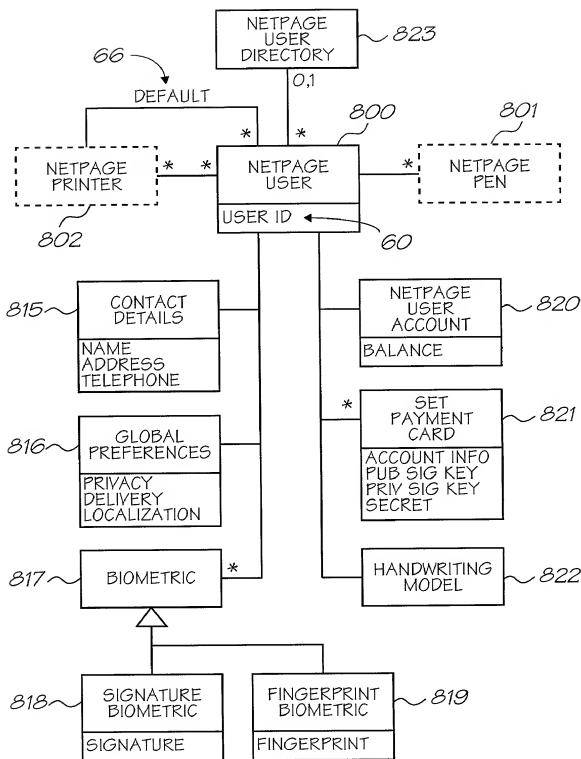 NETPAGE
USER
DIRECTORY
823
66
0,1
DEFAULT
*
*
800
801
NETPAGE
PRINTER
*
*
NETPAGE
USER
*
NETPAGE
PEN
802
USER ID
60
815
CONTACT
DETAILS
NAME
ADDRESS
TELEPHONE
NETPAGE
USER
ACCOUNT
820
BALANCE
816
GLOBAL
PREFERENCES
PRIVACY
DELIVERY
LOCALIZATION
*
SET
PAYMENT
CARD
821
ACCOUNT INFO
PUB SIG KEY
PRIV SIG KEY
SECRET
817
BIOMETRIC
*
HANDWRITING
MODEL
822
818
SIGNATURE
BIOMETRIC
SIGNATURE
FINGERPRINT
BIOMETRIC
819
FINGERPRINT